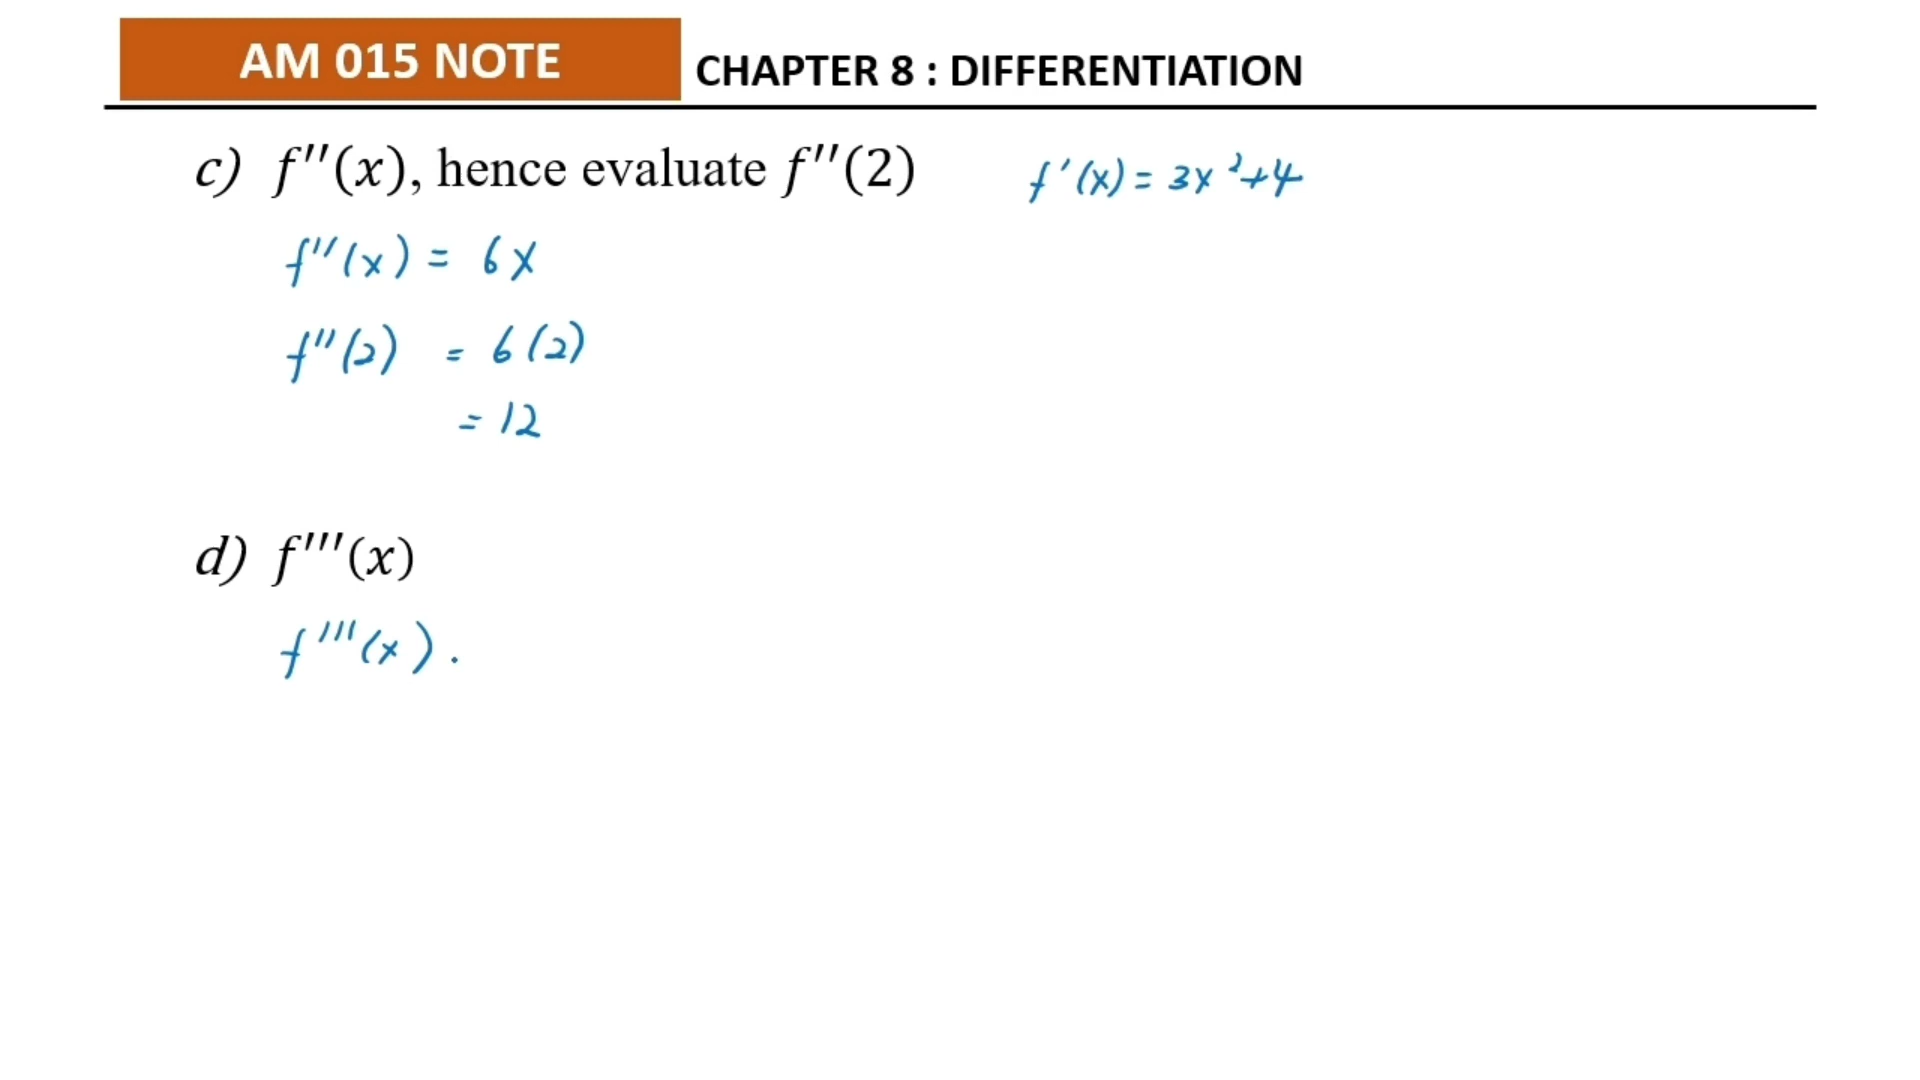 AM 015 NOTE
CHAPTER 8 : DIFFERENTIATION
c) f′′(x), hence evaluate f′′(2)
f′(x) = 3x²+4
f′′(x) = 6x
f′′(2) = 6(2)
= 12
d) f′′′(x)
f′′′(x) .